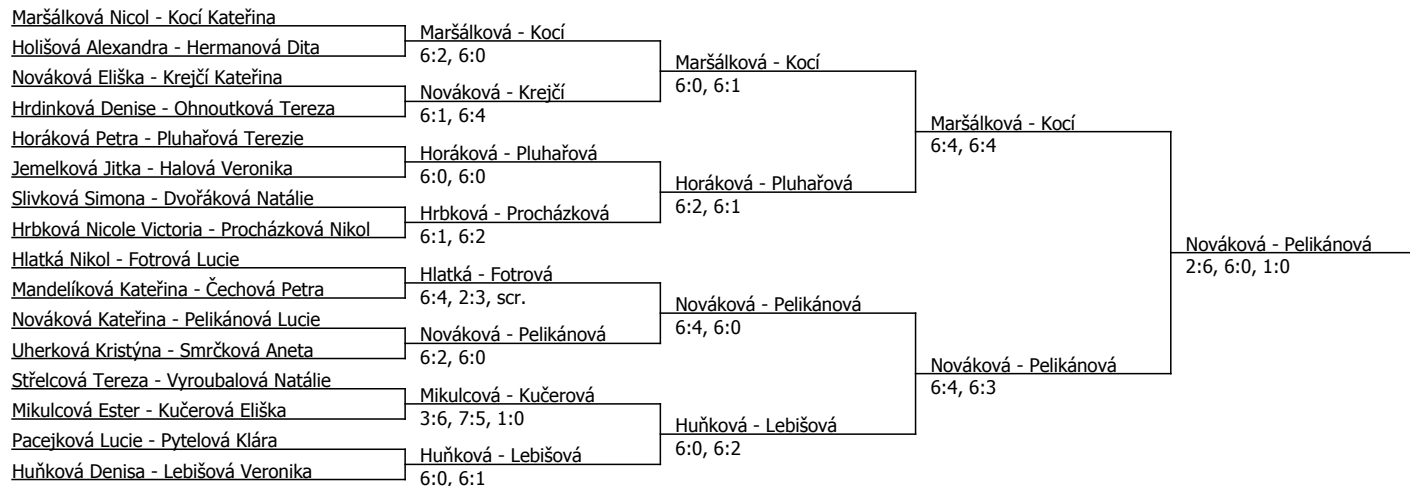 Maršálková Nicol - Kocí Kateřina
Holišová Alexandra - Hermanová Dita
Nováková Eliška - Krejčí Kateřina
Hrdinková Denise - Ohnoutková Tereza
Horáková Petra - Pluhařová Terezie
Jemelková Jitka - Halová Veronika
Slivková Simona - Dvořáková Natálie
Hrbková Nicole Victoria - Procházková Nikol
Hlatká Nikol - Fotrová Lucie
Mandelíková Kateřina - Čechová Petra
Nováková Kateřina - Pelikánová Lucie
Uherková Kristýna - Smrčková Aneta
Střelcová Tereza - Vyroubalová Natálie
Mikulcová Ester - Kučerová Eliška
Pacejková Lucie - Pytelová Klára
Huňková Denisa - Lebišová Veronika
Maršálková - Kocí
6:2, 6:0
Nováková - Krejčí
6:1, 6:4
Horáková - Pluhařová
6:0, 6:0
Hrbková - Procházková
6:1, 6:2
Hlatká - Fotrová
6:4, 2:3, scr.
Nováková - Pelikánová
6:2, 6:0
Mikulcová - Kučerová
3:6, 7:5, 1:0
Huňková - Lebišová
6:0, 6:1
Maršálková - Kocí
6:0, 6:1
Horáková - Pluhařová
6:2, 6:1
Nováková - Pelikánová
6:4, 6:0
Huňková - Lebišová
6:0, 6:2
Maršálková - Kocí
6:4, 6:4
Nováková - Pelikánová
6:4, 6:3
Nováková - Pelikánová
2:6, 6:0, 1:0